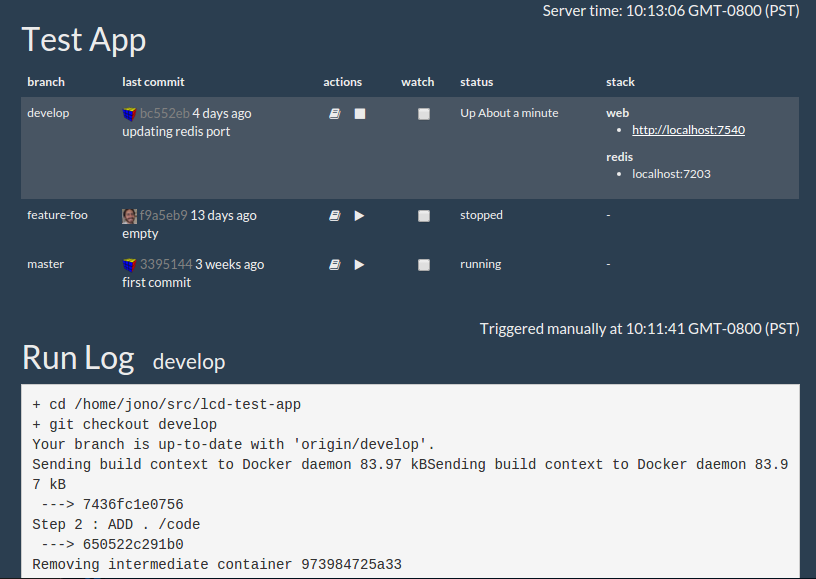 Server time: 10:13:06 GMT-0800 (PST)
Test App
branch last commit actions watch status stack
develop bc552eb 4 days ago Up About a minute web
updating redis port http://localhost:7540
redis
localhost:7203
feature-foo f9a5eb9 13 days ago stopped -
empty
master 3395144 3 weeks ago running -
first commit
Triggered manually at 10:11:41 GMT-0800 (PST)
Run Log develop
+ cd /home/jono/src/lcd-test-app
+ git checkout develop
Your branch is up-to-date with 'origin/develop'.
Sending build context to Docker daemon 83.97 kBSending build context to Docker daemon 83.9
7 kB
---> 7436fc1e0756
Step 2 : ADD . /code
---> 650522c291b0
Removing intermediate container 973984725a33